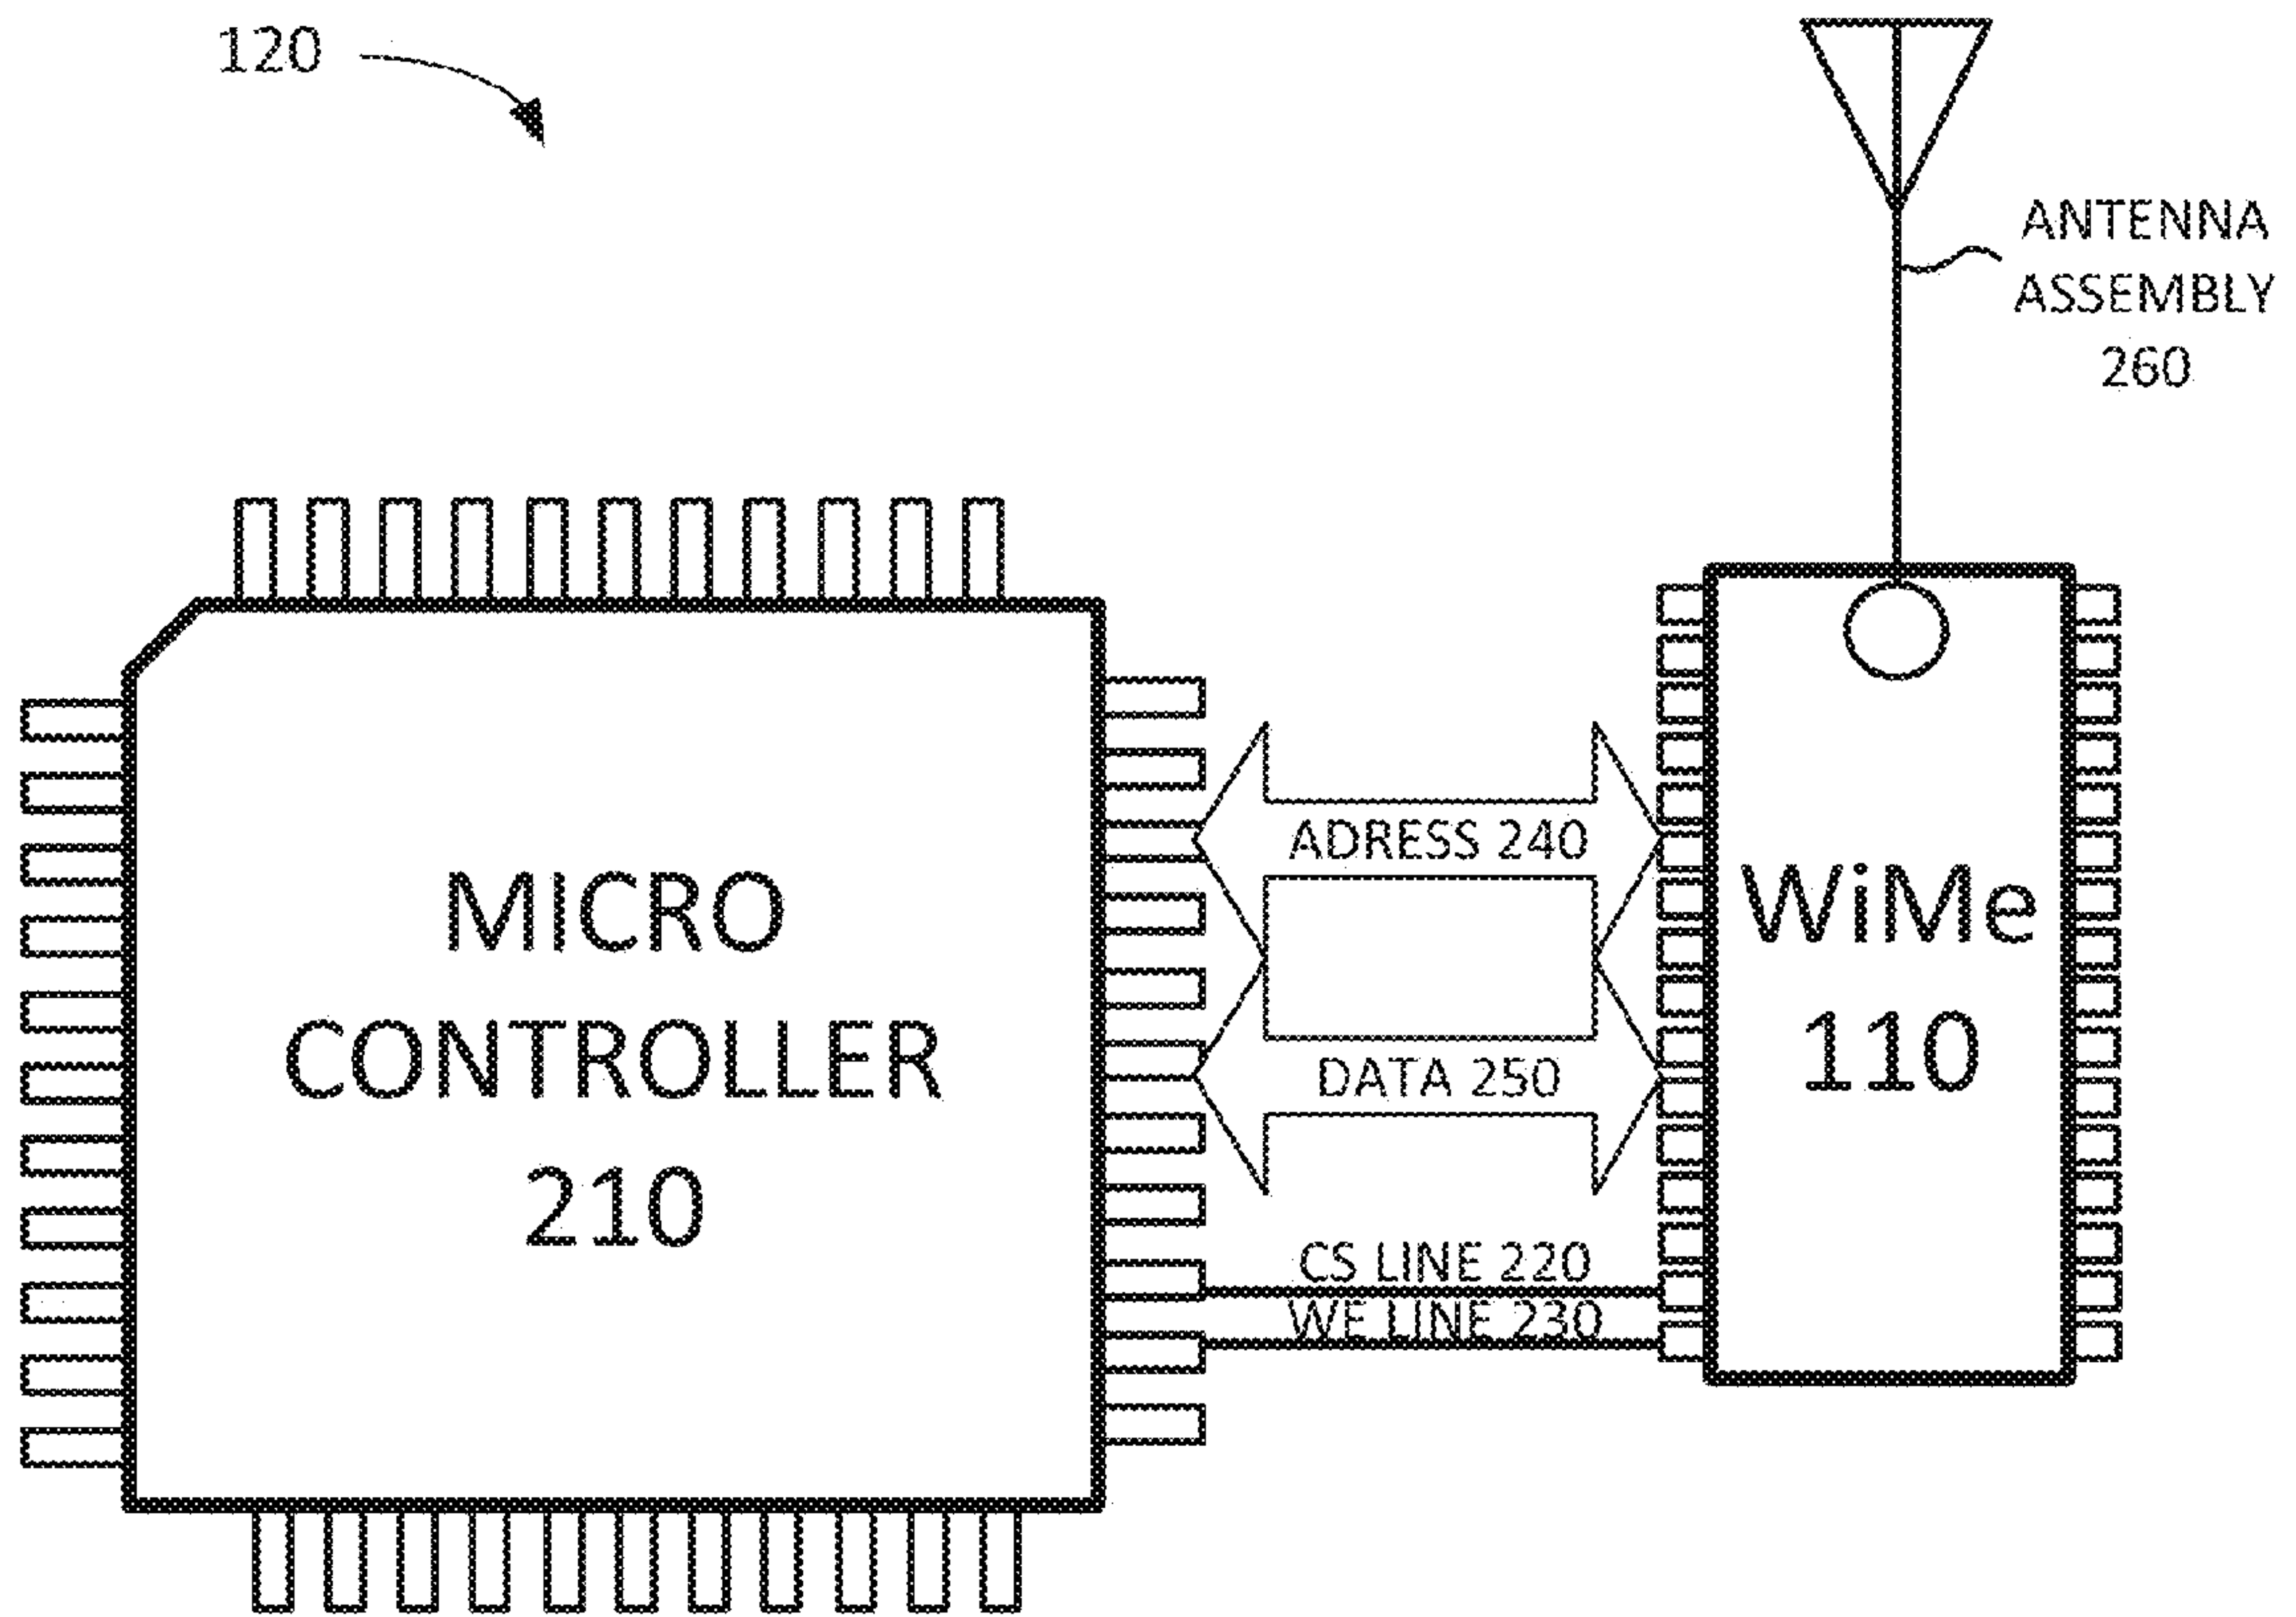 120
ANTENNA
ASSEMBLY
260
MICRO
CONTROLLER
210
ADRESS 240
DATA 250
CS LINE 220
WE LINE 230
WiMe
110